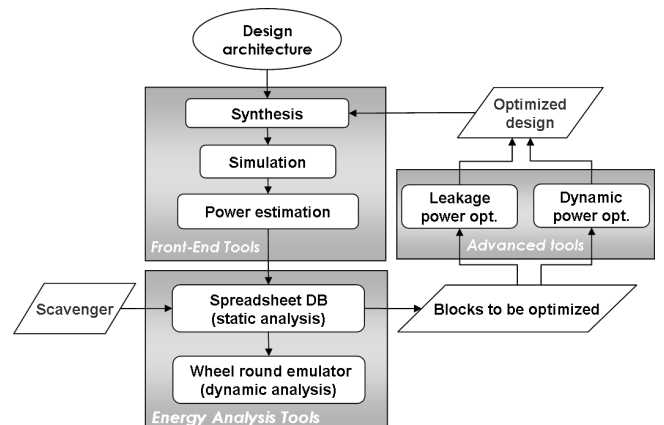 Design
architecture
Synthesis
Optimized
design
Simulation
Power estimation
Leakage
power opt.
Dynamic
power opt.
Front-End Tools
Advanced tools
Scavenger
Spreadsheet DB
(static analysis)
Blocks to be optimized
Wheel round emulator
(dynamic analysis)
Energy Analysis Tools